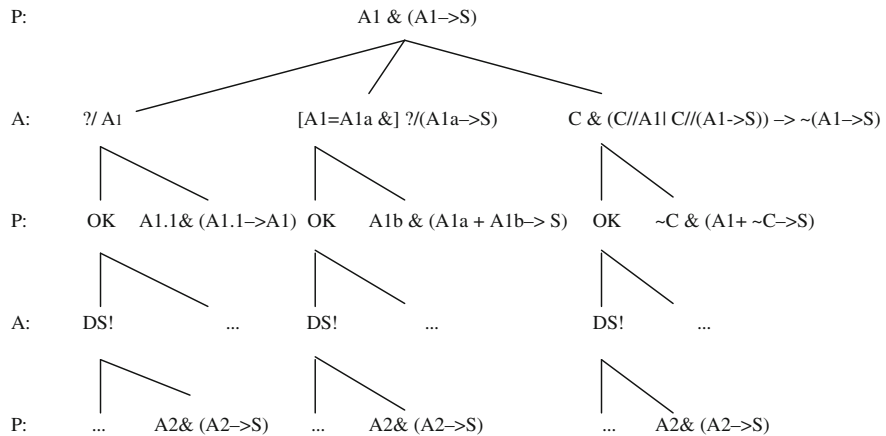 P: A1 & (A1–>S)
A: ?/ A1 [A1=A1a &] ?/(A1a–>S) C & (C//A1| C//(A1->S)) –> ~(A1–>S)
P: OK A1.1& (A1.1–>A1) OK A1b & (A1a + A1b–> S) OK ~C & (A1+ ~C–>S)
A: DS! ... DS! ... DS! ...
P: ... A2& (A2–>S) ... A2& (A2–>S) ... A2& (A2–>S)